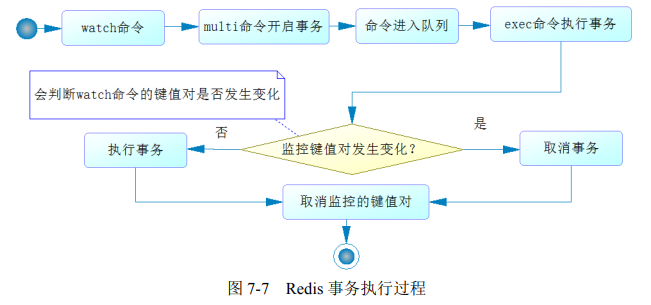 watch命令
multi命令开启事务
命令进入队列
exec命令执行事务
会判断watch命令的键值对是否发生变化
否
是
执行事务
监控键值对发生变化？
取消事务
取消监控的键值对
图 7-7 Redis 事务执行过程